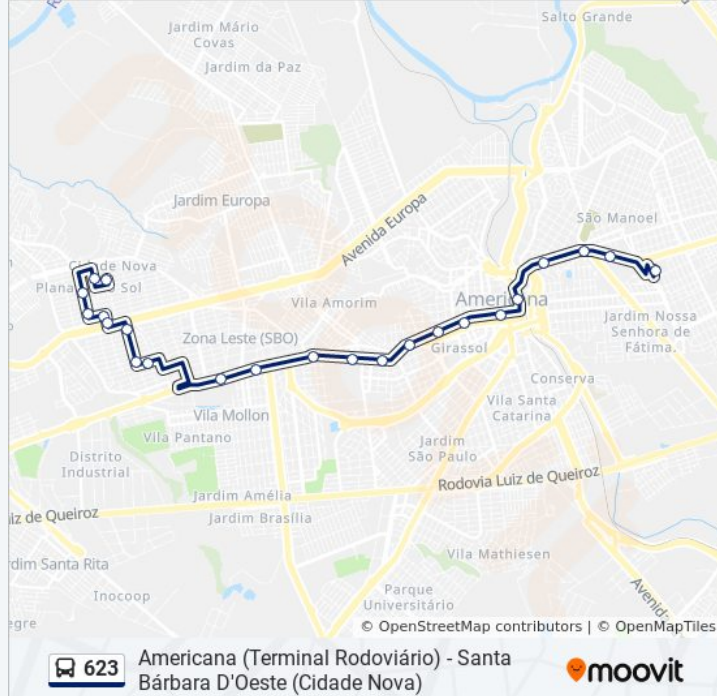 Salto Grande
Jardim Mário
Covas
Jardim da Paz
Jardim Europa
Avenida Europa
São Manoel
Cidade Nova
Americana
Vila Amorim
Jardim Nossa
Senhora de
Fátima.
Zona Leste (SBO)
Girassol
Conserva
Vila Santa
Catarina
Vila Mollon
Vila Pantano
Jardim
São Paulo
Distrito
Industrial
Rodovia Luiz de Queiroz
Jardim Amélia
iz de Queiroz
Jardim Brasília
Vila Mathiesen
rdim Santa Rita
Inocoop
Parque
Universitário
Avenid
egre
© OpenStreetMap contributors | © OpenMapTiles
623
Americana (Terminal Rodoviário) - Santa
Bárbara D'Oeste (Cidade Nova)
moovit